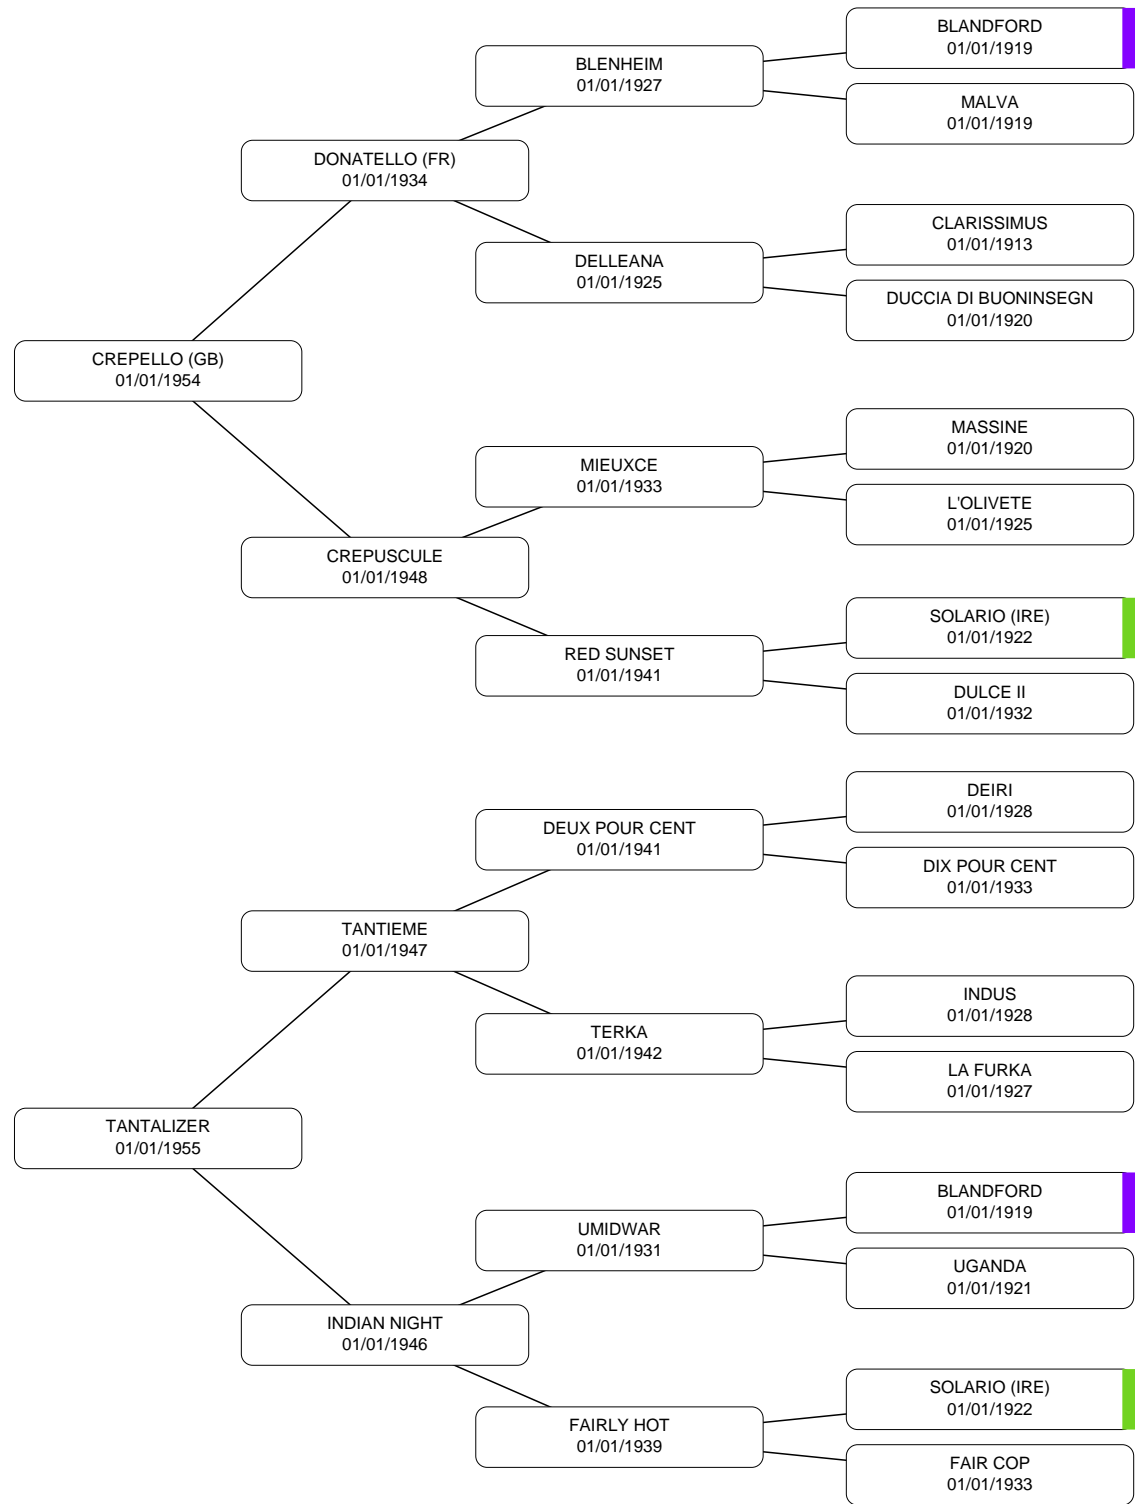 BLANDFORD
01/01/1919
BLENHEIM
01/01/1927
MALVA
01/01/1919
DONATELLO (FR)
01/01/1934
CLARISSIMUS
01/01/1913
DELLEANA
01/01/1925
DUCCIA DI BUONINSEGN
01/01/1920
CREPELLO (GB)
01/01/1954
MASSINE
01/01/1920
MIEUXCE
01/01/1933
L'OLIVETE
01/01/1925
CREPUSCULE
01/01/1948
SOLARIO (IRE)
01/01/1922
RED SUNSET
01/01/1941
DULCE II
01/01/1932
DEIRI
01/01/1928
DEUX POUR CENT
01/01/1941
DIX POUR CENT
01/01/1933
TANTIEME
01/01/1947
INDUS
01/01/1928
TERKA
01/01/1942
LA FURKA
01/01/1927
TANTALIZER
01/01/1955
BLANDFORD
01/01/1919
UMIDWAR
01/01/1931
UGANDA
01/01/1921
INDIAN NIGHT
01/01/1946
SOLARIO (IRE)
01/01/1922
FAIRLY HOT
01/01/1939
FAIR COP
01/01/1933